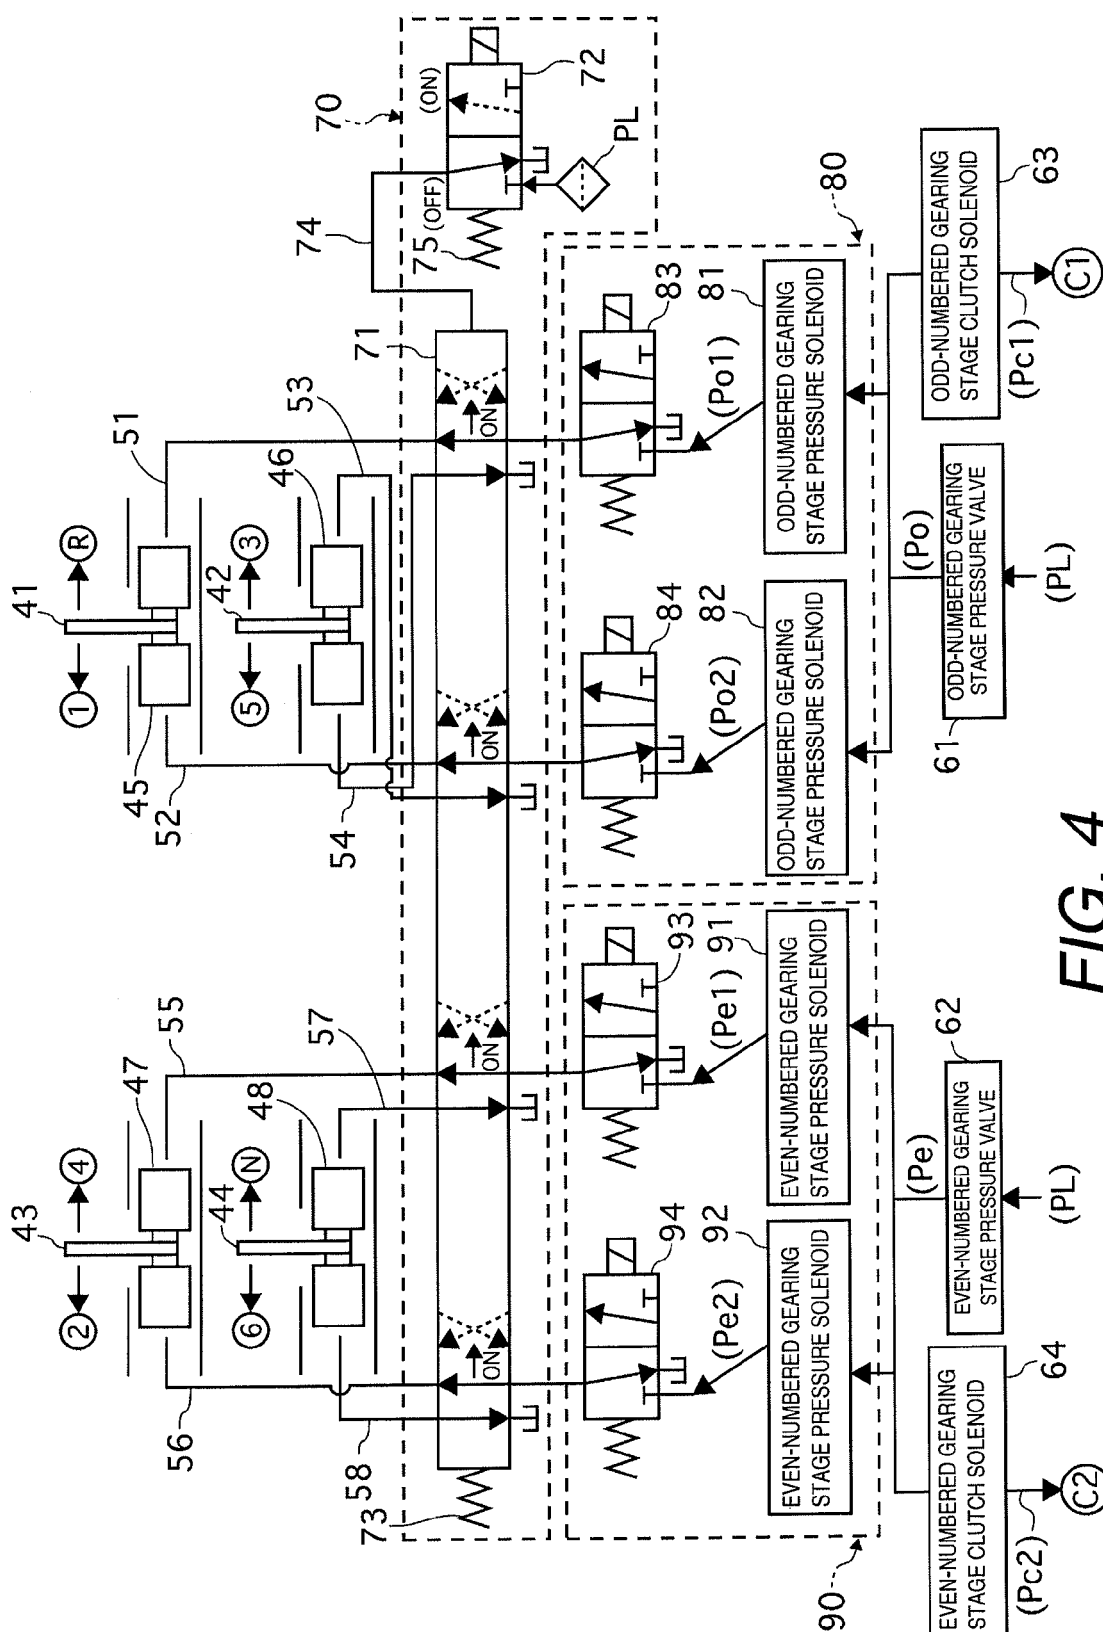 70
(ON)
72
(OFF)
PL
74
75
71
51
53
46
41
R
1
45
52
3
42
5
54
ON
ON
ON
ON
80
83
81
(Po1)
ODD-NUMBERED GEARING
STAGE PRESSURE SOLENOID
84
82
(Po2)
ODD-NUMBERED GEARING
STAGE PRESSURE SOLENOID
63
ODD-NUMBERED GEARING
STAGE CLUTCH SOLENOID
(Pc1)
C1
(Po)
ODD-NUMBERED GEARING
STAGE PRESSURE VALVE
61
(PL)
55
57
47
48
43
4
2
44
N
6
56
58
73
93
91
(Pe1)
EVEN-NUMBERED GEARING
STAGE PRESSURE SOLENOID
94
92
(Pe2)
EVEN-NUMBERED GEARING
STAGE PRESSURE SOLENOID
90
62
(Pe)
EVEN-NUMBERED GEARING
STAGE PRESSURE VALVE
(PL)
64
EVEN-NUMBERED GEARING
STAGE CLUTCH SOLENOID
(Pc2)
C2
FIG. 4